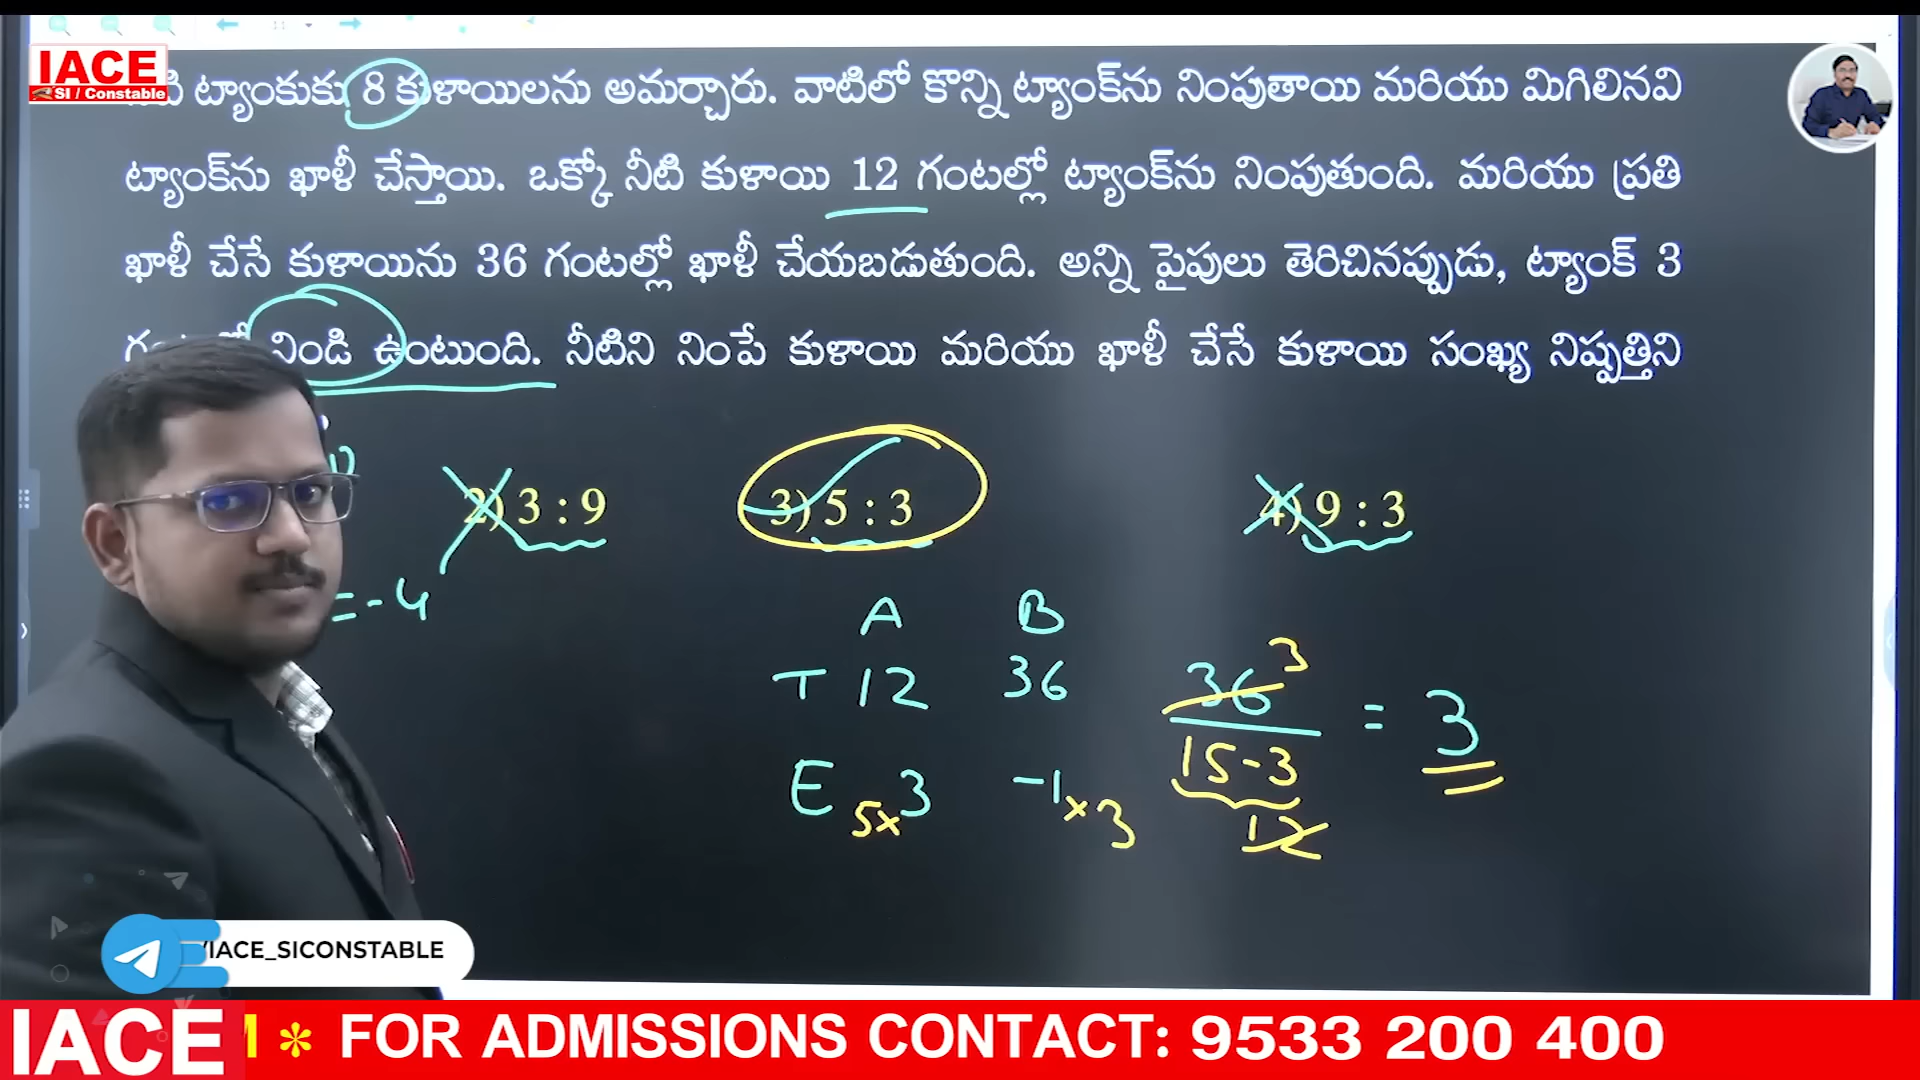 IACE
SI / Constable
ట్యాంకుకు 8 కుళాయిలను అమర్చారు. వాటిలో కొన్ని ట్యాంక్‌ను నింపుతాయి మరియు మిగిలినవి
ట్యాంక్‌ను ఖాళీ చేస్తాయి. ఒక్కో నీటి కుళాయి 12 గంటల్లో ట్యాంక్‌ను నింపుతుంది. మరియు ప్రతి
ఖాళీ చేసే కుళాయిను 36 గంటల్లో ఖాళీ చేయబడుతుంది. అన్ని పైపులు తెరిచినప్పుడు, ట్యాంక్ 3
నిండి ఉంటుంది. నీటిని నింపే కుళాయి మరియు ఖాళీ చేసే కుళాయి సంఖ్య నిష్పత్తిని
2) 3 : 9 3) 5 : 3 4) 9 : 3
= -4
A B
T 12 36
36 3
= 3
15-3
12
E 5x3 -1x3
/IACE_SICONSTABLE
IACE
* FOR ADMISSIONS CONTACT: 9533 200 400